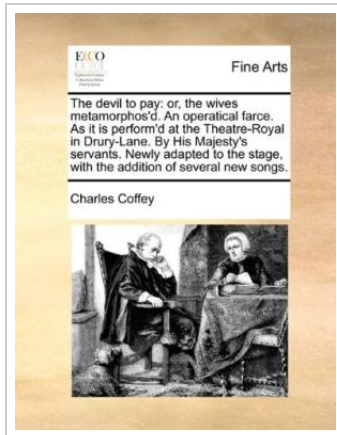 ECCO
Fine Arts
The devil to pay: or, the wives
metamorphos'd. An operatical farce.
As it is perform'd at the Theatre-Royal
in Drury-Lane. By His Majesty's
servants. Newly adapted to the stage,
with the addition of several new songs.
Charles Coffey